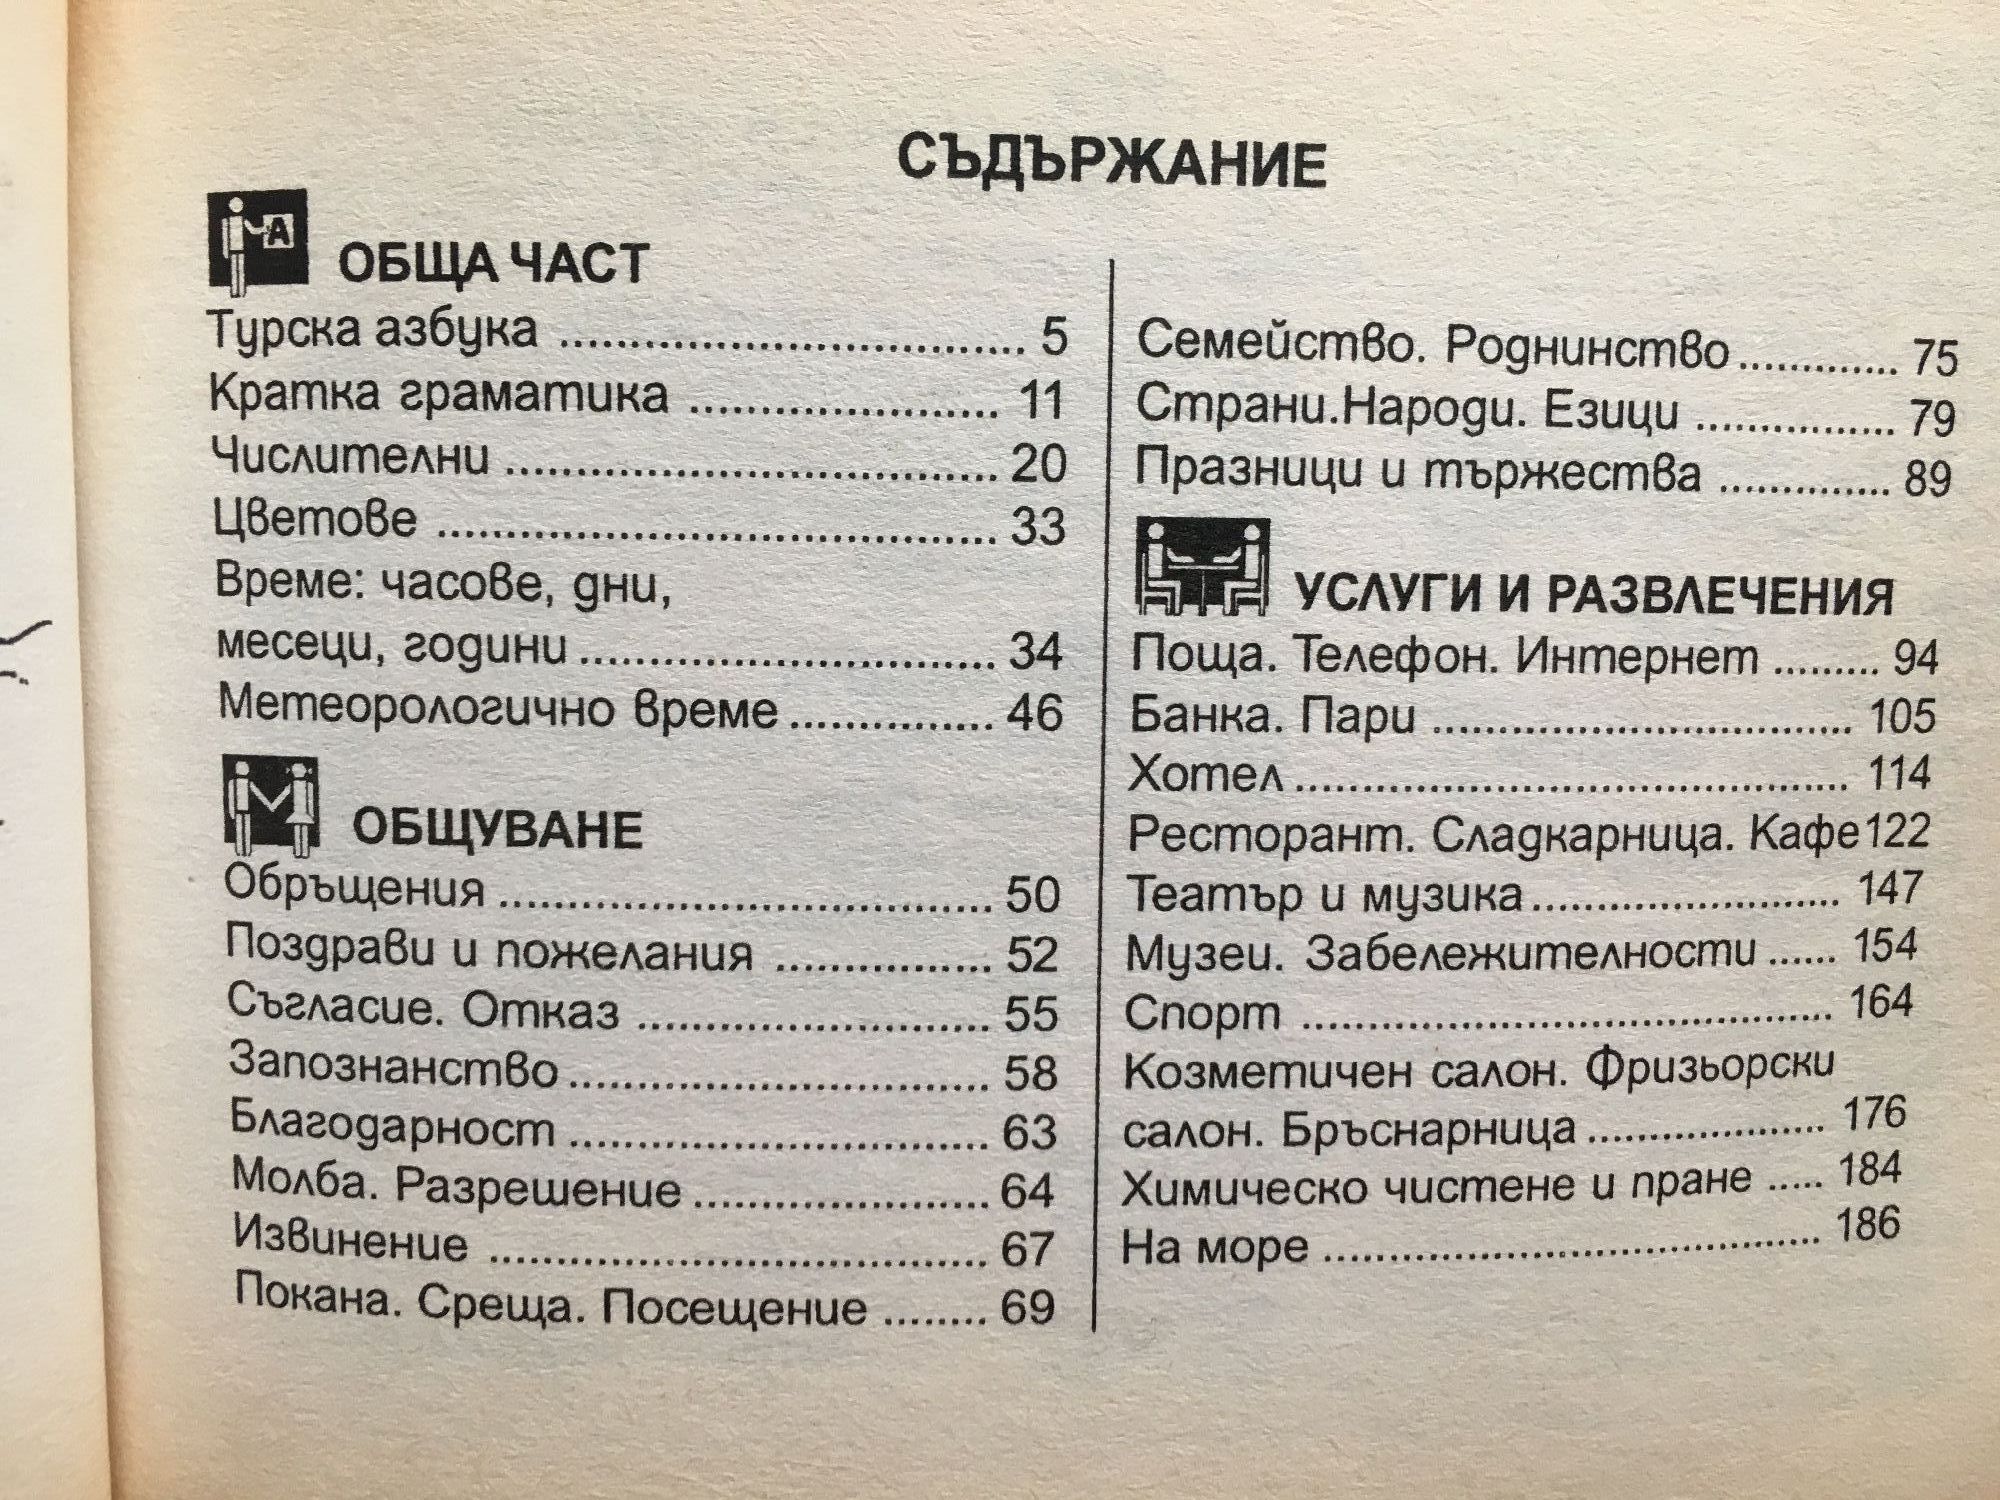 СЪДЪРЖАНИЕ
ОБЩА ЧАСТ
Турска азбука ................................. 5
Кратка граматика ...................... 11
Числителни ................................... 20
Цветове ........................................ 33
Време: часове, дни,
месеци, години .............................. 34
Метеорологично време ............... 46
ОБЩУВАНЕ
Обръщения ................................... 50
Поздрави и пожелания ................ 52
Съгласие. Отказ ......................... 55
Запознанство .............................. 58
Благодарност .............................. 63
Молба. Разрешение ..................... 64
Извинение .................................... 67
Покана. Среща. Посещение ........ 69
Семейство. Роднинство ............. 75
Страни.Народи. Езици ................ 79
Празници и тържества .............. 89
УСЛУГИ И РАЗВЛЕЧЕНИЯ
Поща. Телефон. Интернет ......... 94
Банка. Пари ................................ 105
Хотел .......................................... 114
Ресторант. Сладкарница. Кафе122
Театър и музика ........................ 147
Музеи. Забележителности ...... 154
Спорт ........................................ 164
Козметичен салон. Фризьорски
салон. Бръснарница ..................... 176
Химическо чистене и пране ..... 184
На море ...................................... 186
A